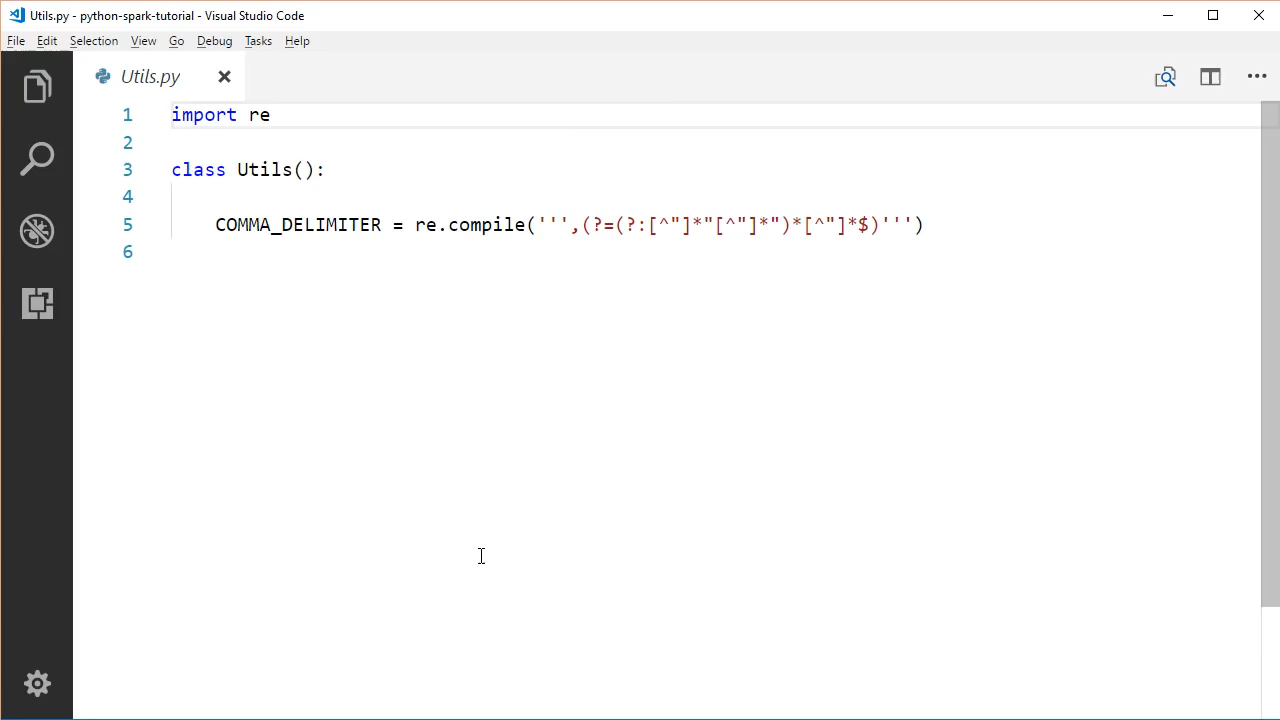 Utils.py - python-spark-tutorial - Visual Studio Code
File Edit Selection View Go Debug Tasks Help
Utils.py
1 import re
2
3 class Utils():
4
5 COMMA_DELIMITER = re.compile(''',(?=(?:[^"]*"[^"]*")*[^"]*$)''')
6